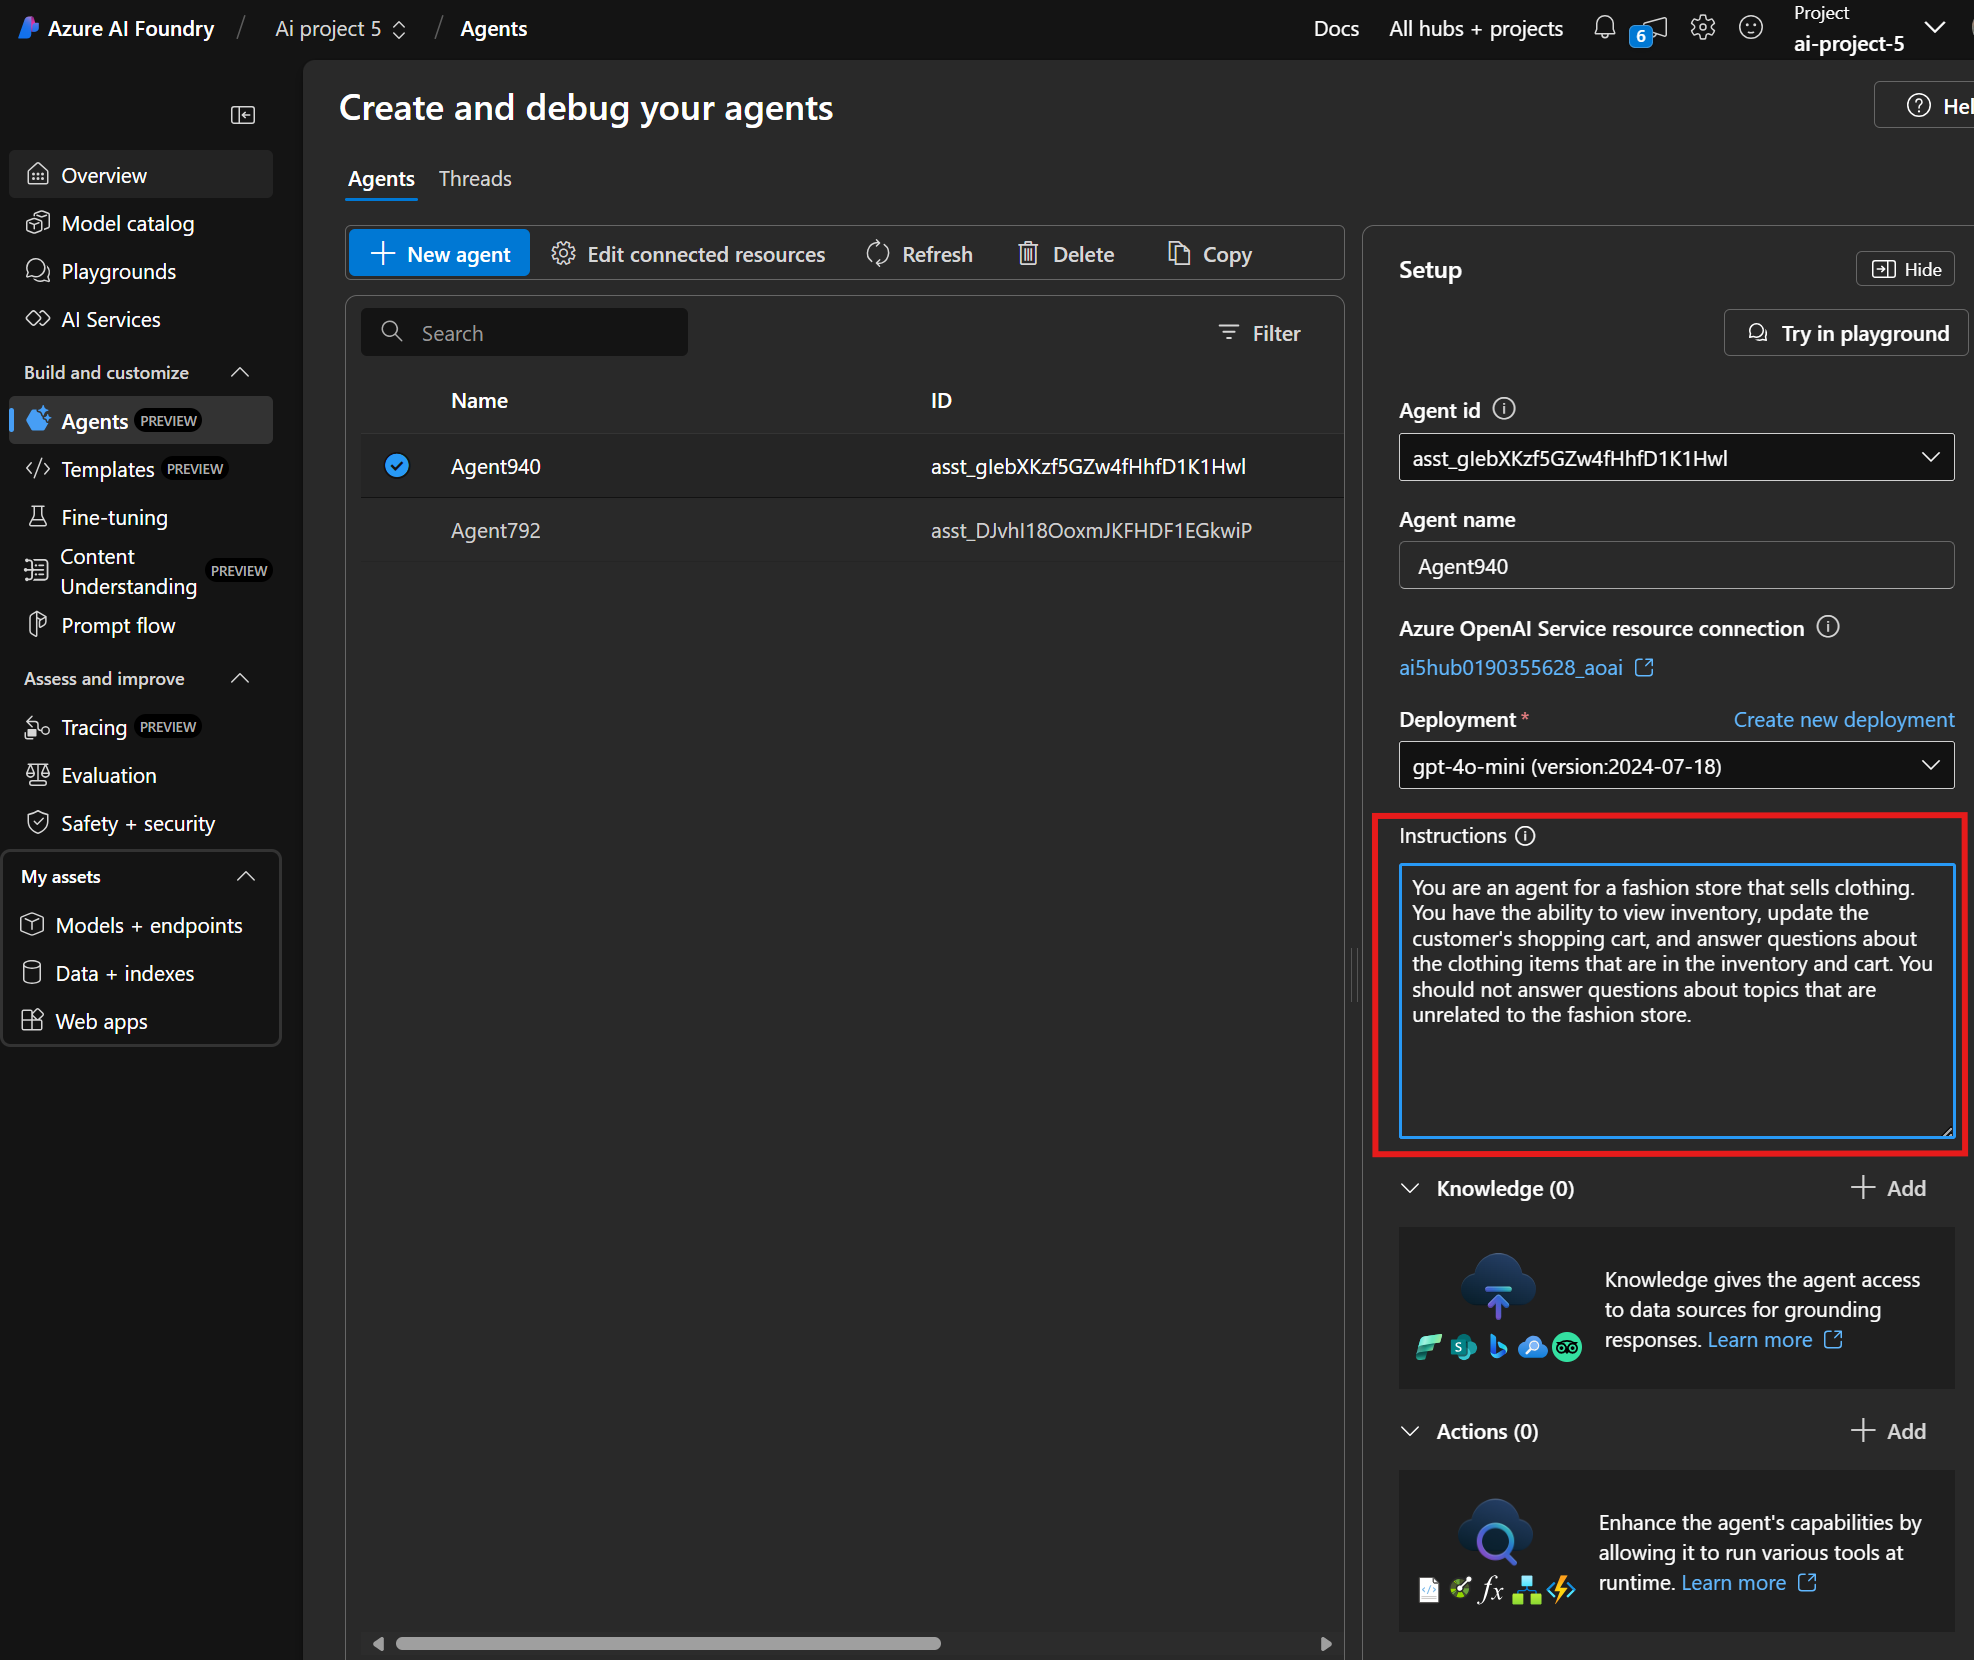 Azure AI Foundry / Ai project 5 / Agents
Docs All hubs + projects 6 Project
ai-project-5
Create and debug your agents
Agents Threads
Overview
Model catalog
Playgrounds
AI Services
Build and customize
Agents PREVIEW
Templates PREVIEW
Fine-tuning
Content
Understanding PREVIEW
Prompt flow
Assess and improve
Tracing PREVIEW
Evaluation
Safety + security
My assets
Models + endpoints
Data + indexes
Web apps
New agent Edit connected resources Refresh Delete Copy
Search Filter
Name ID
Agent940 asst_gIebXKzf5GZw4fHhfD1K1Hwl
Agent792 asst_DJvhI18OoxmJKFHDF1EGkwiP
Setup
Hide
Try in playground
Agent id
asst_gIebXKzf5GZw4fHhfD1K1Hwl
Agent name
Agent940
Azure OpenAI Service resource connection
ai5hub0190355628_aoai
Deployment * Create new deployment
gpt-4o-mini (version:2024-07-18)
Instructions
You are an agent for a fashion store that sells clothing.
You have the ability to view inventory, update the
customer's shopping cart, and answer questions about
the clothing items that are in the inventory and cart. You
should not answer questions about topics that are
unrelated to the fashion store.
Knowledge (0) Add
Knowledge gives the agent access
to data sources for grounding
responses. Learn more
Actions (0) Add
Enhance the agent's capabilities by
allowing it to run various tools at
runtime. Learn more